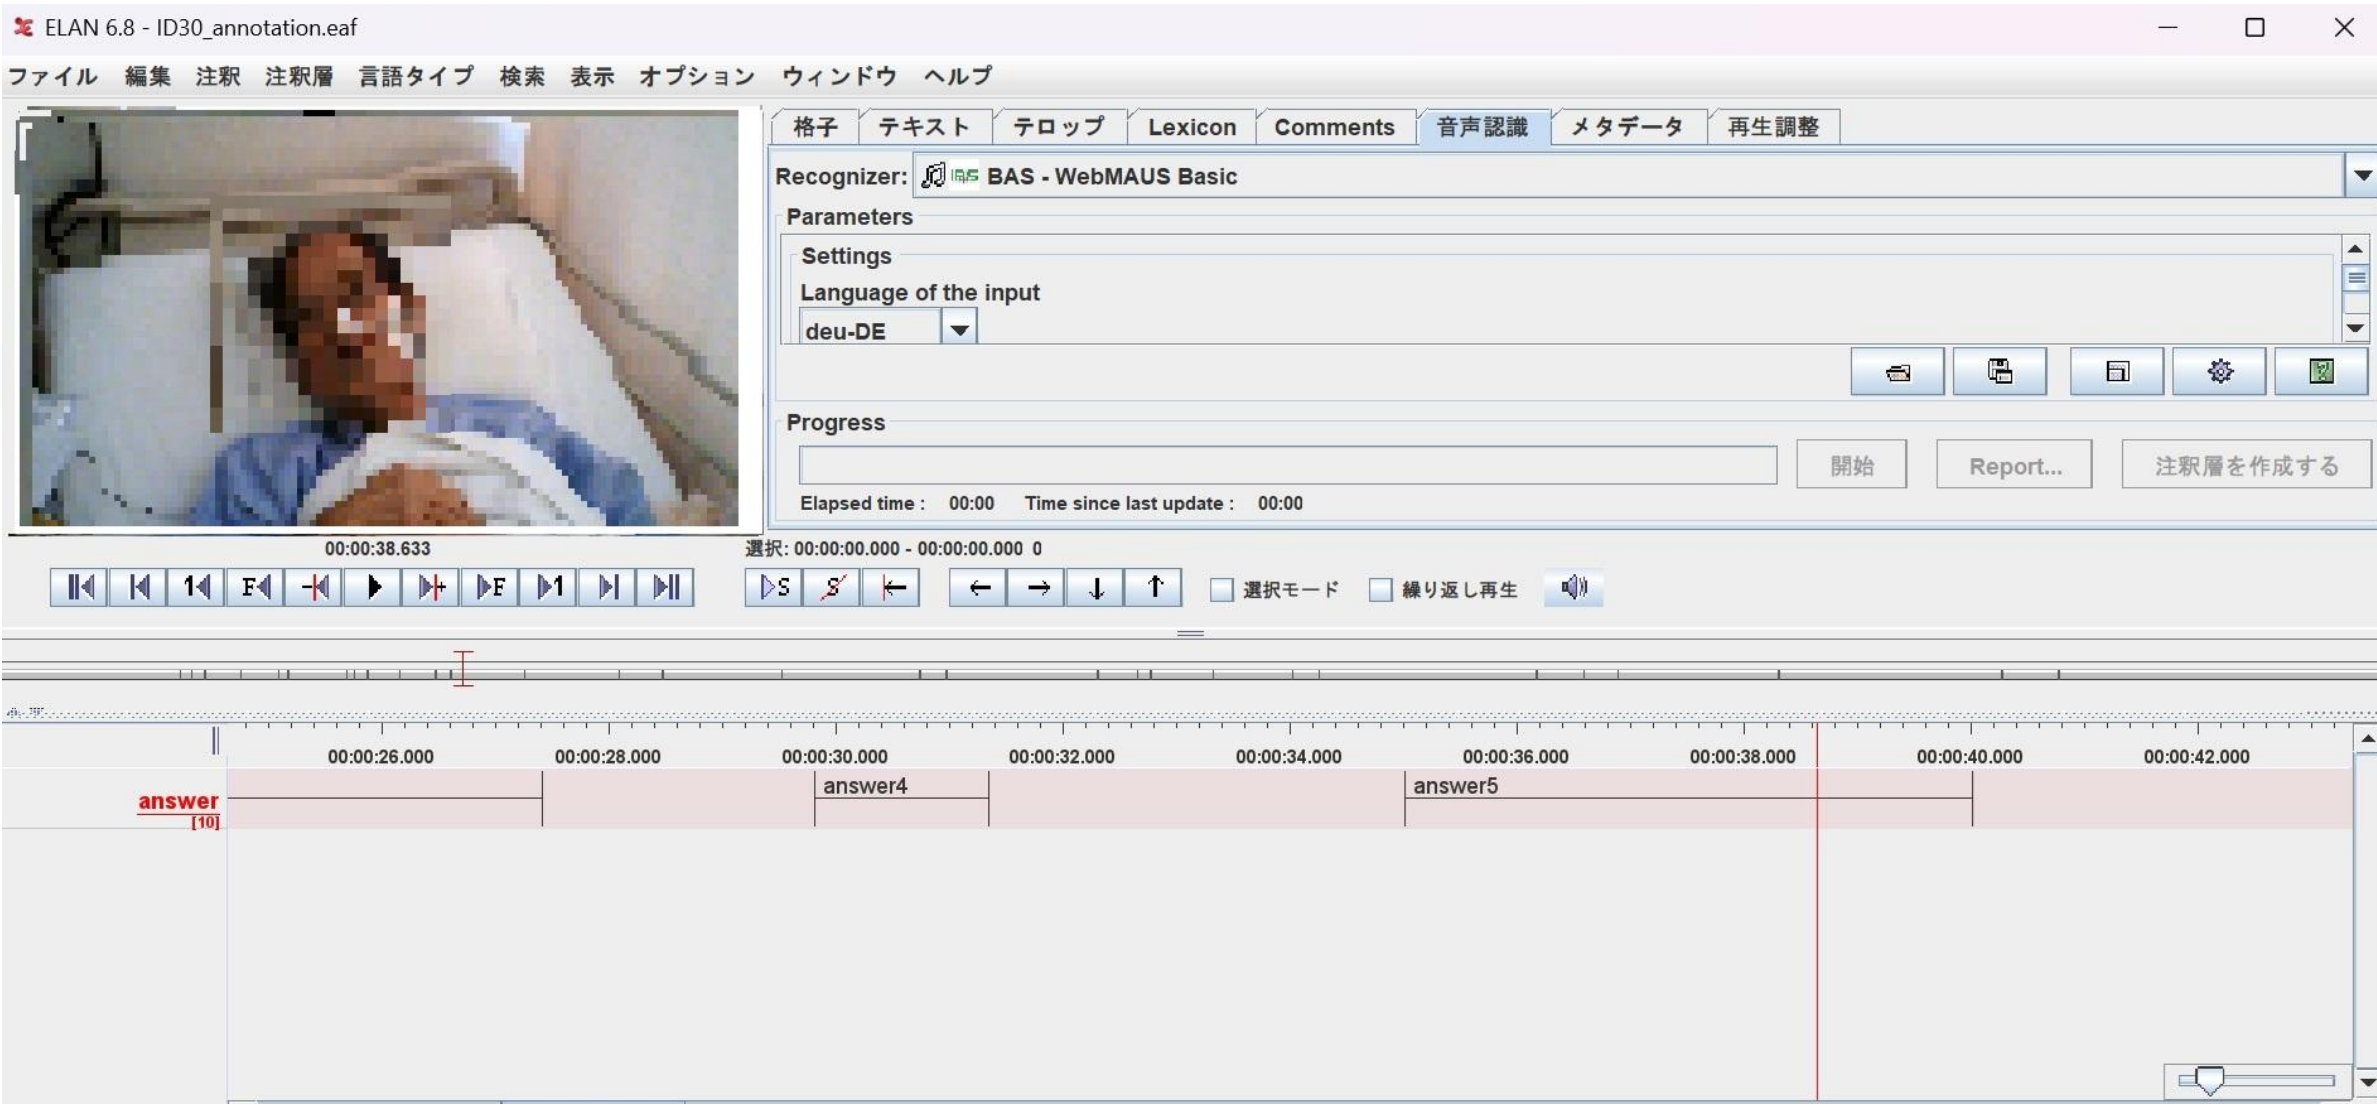 ELAN 6.8 - ID30_annotation.eaf
ファイル 編集 注釈 注釈層 言語タイプ 検索 表示 オプション ウィンドウ ヘルプ
格子 テキスト テロップ Lexicon Comments 音声認識 メタデータ 再生調整
Recognizer: BAS - WebMAUS Basic
Parameters
Settings
Language of the input
deu-DE
Progress
開始 Report... 注釈層を作成する
Elapsed time : 00:00 Time since last update : 00:00
00:00:38.633 選択: 00:00:00.000 - 00:00:00.000 0
1 F F 1 S S 選択モード 繰り返し再生
00:00:26.000 00:00:28.000 00:00:30.000 00:00:32.000 00:00:34.000 00:00:36.000 00:00:38.000 00:00:40.000 00:00:42.000
answer4 answer5
answer
[10]